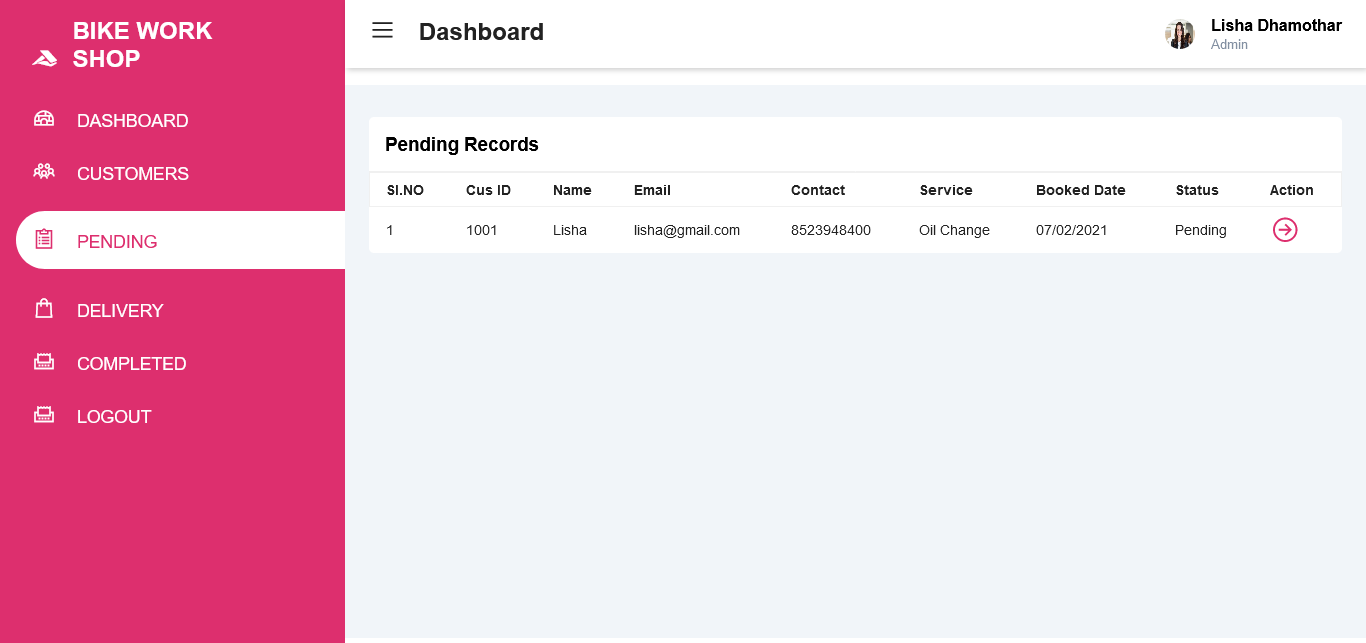 BIKE WORK
SHOP
DASHBOARD
CUSTOMERS
PENDING
DELIVERY
COMPLETED
LOGOUT
Dashboard
Lisha Dhamothar
Admin
Pending Records
Sl.NO Cus ID Name Email Contact Service Booked Date Status Action
1 1001 Lisha lisha@gmail.com 8523948400 Oil Change 07/02/2021 Pending